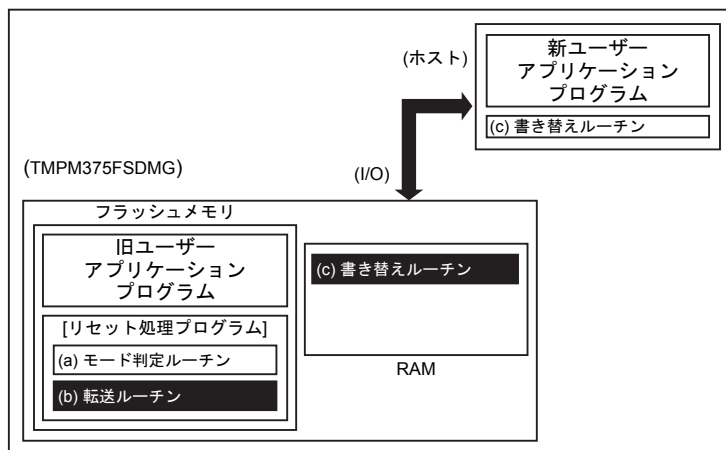 (ホスト)
新ユーザー
アプリケーション
プログラム
(c) 書き替えルーチン
(TMPM375FSDMG)
(I/O)
フラッシュメモリ
旧ユーザー
アプリケーション
プログラム
[リセット処理プログラム]
(a) モード判定ルーチン
(b) 転送ルーチン
(c) 書き替えルーチン
RAM